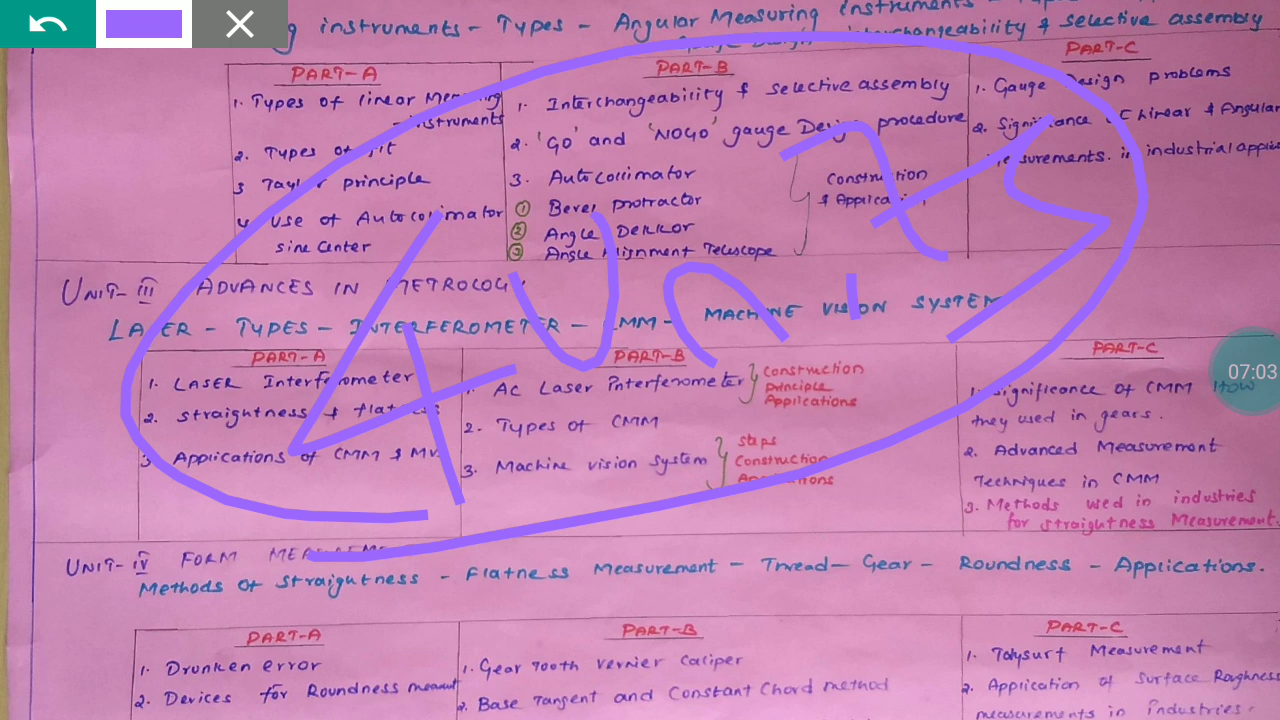 instruments - Types - Angular Measuring instruments -
interchangeability & selective assembly
PART-A
1. Types of linear Measuring
- instruments
2. Types of fit
3 Taylor principle
4 Use of Autocollimator
sine center
PART-B
1. Interchangeability & selective assembly
2. 'GO' and 'NOGO' gauge Design procedure
3. Autocollimator
① Bevel protractor
② Angle DEKKOR
③ Angle Alignment Telescope
Construction
& Application
PART-C
1. Gauge Design problems
2. Significance of Linear & Angular
measurements. in industrial applic
UNIT-III ADVANCES IN METROLOGY
LASER - TYPES - INTERFEROMETER - CMM - MACHINE VISION SYSTEM
PART-A
1. LASER Interferometer
2. straightness & flatness
3. Applications of CMM & MV
PART-B
1. AC Laser Interferometer
Construction
Principle
Applications
2. Types of CMM
3. Machine vision system
steps
Construction
Applications
PART-C
1. significance of CMM How
they used in gears.
2. Advanced Measurement
Techniques in CMM
3. Methods used in industries
for straightness Measurement.
4 Unit 5
07:03
UNIT-IV FORM MEASUREMENT
Methods of straightness - Flatness Measurement - Thread - Gear - Roundness - Applications.
PART-A
1. Drunken error
2. Devices for Roundness
PART-B
1. Gear Tooth vernier caliper
2. Base Tangent and Constant Chord method
PART-C
1. Talysurf Measurement
2. Application of Surface Roughness
measurements in industries.